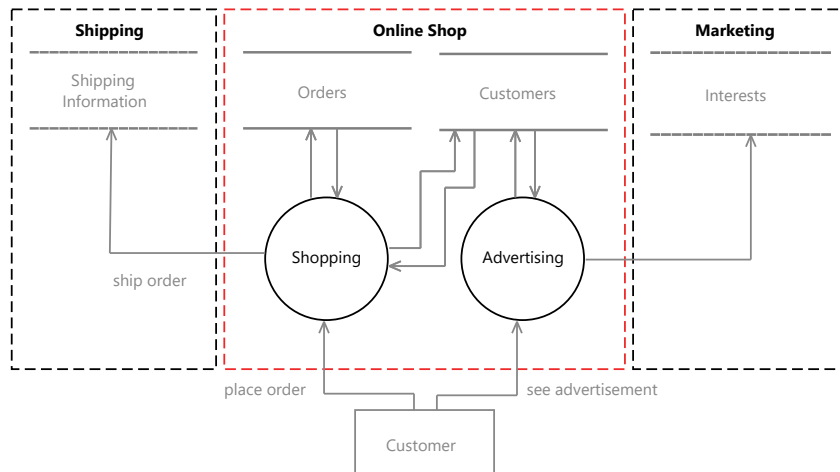 Shipping
Online Shop
Marketing
Shipping
Information
Orders
Customers
Interests
Shopping
Advertising
ship order
place order
see advertisement
Customer